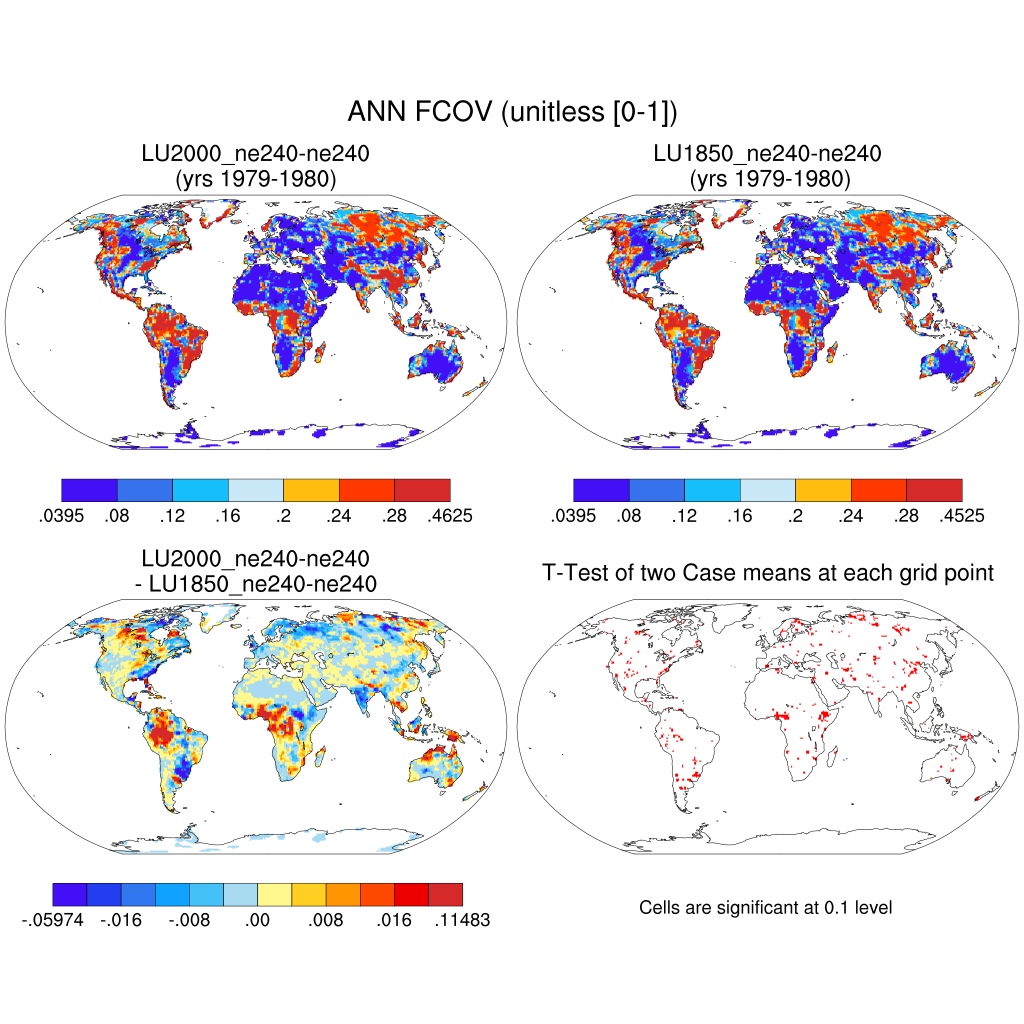 ANN FCOV (unitless [0-1])
LU2000_ne240-ne240
(yrs 1979-1980)
LU1850_ne240-ne240
(yrs 1979-1980)
.0395 .08 .12 .16 .2 .24 .28 .4625
.0395 .08 .12 .16 .2 .24 .28 .4525
LU2000_ne240-ne240
- LU1850_ne240-ne240
T-Test of two Case means at each grid point
-.05974 -.016 -.008 .00 .008 .016 .11483
Cells are significant at 0.1 level